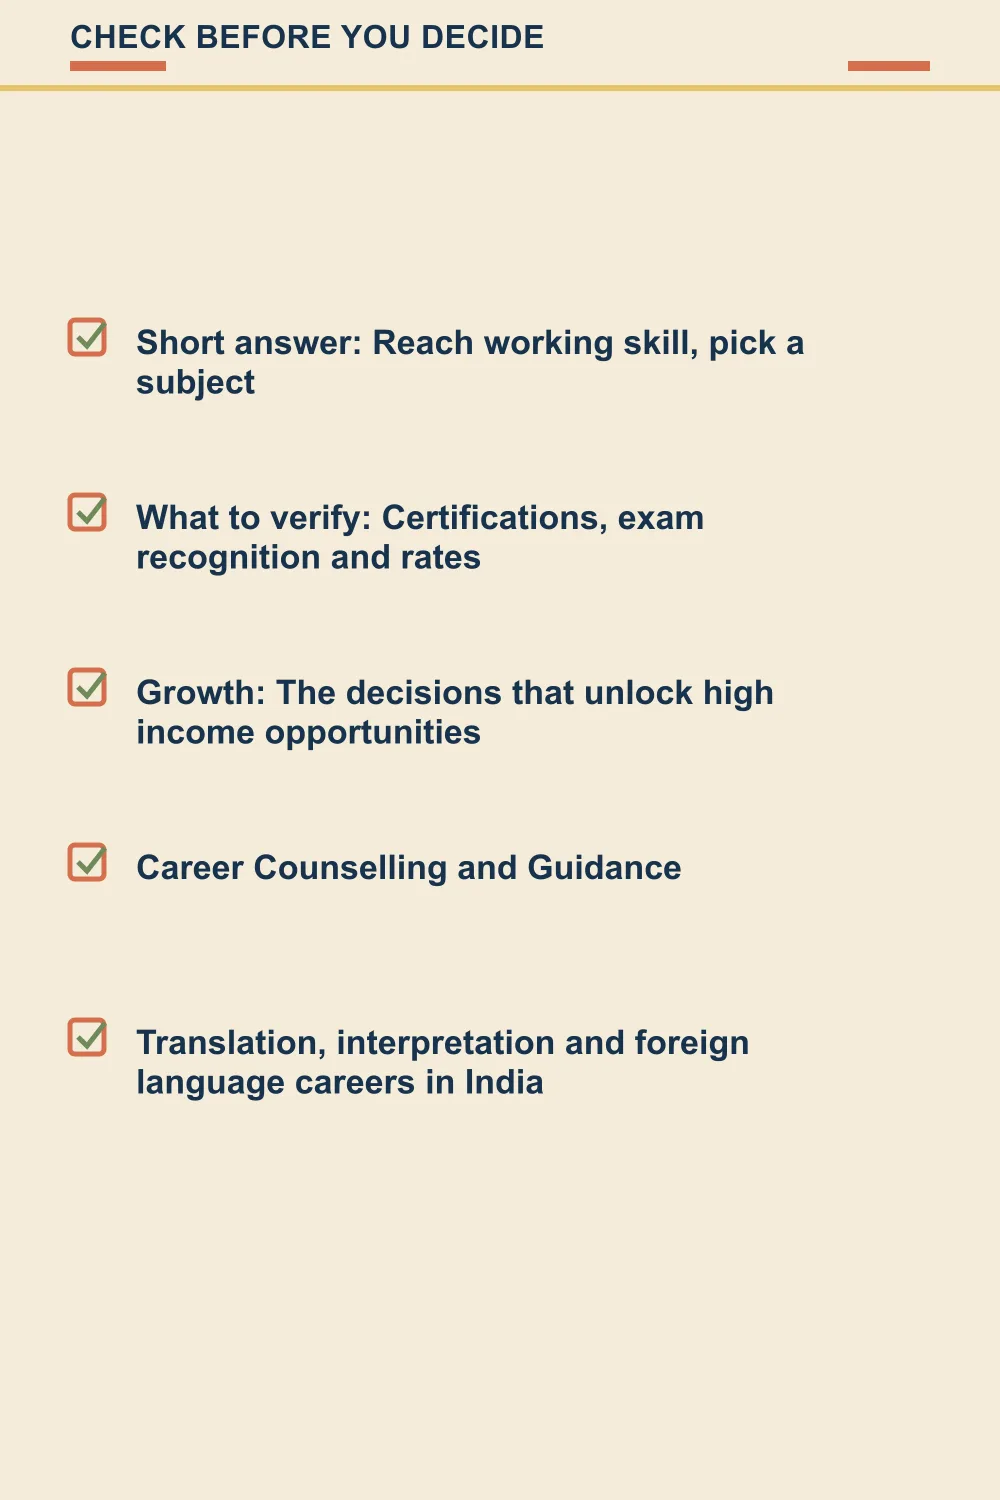 CHECK BEFORE YOU DECIDE
Short answer: Reach working skill, pick a
subject
What to verify: Certifications, exam
recognition and rates
Growth: The decisions that unlock high
income opportunities
Career Counselling and Guidance
Translation, interpretation and foreign
language careers in India